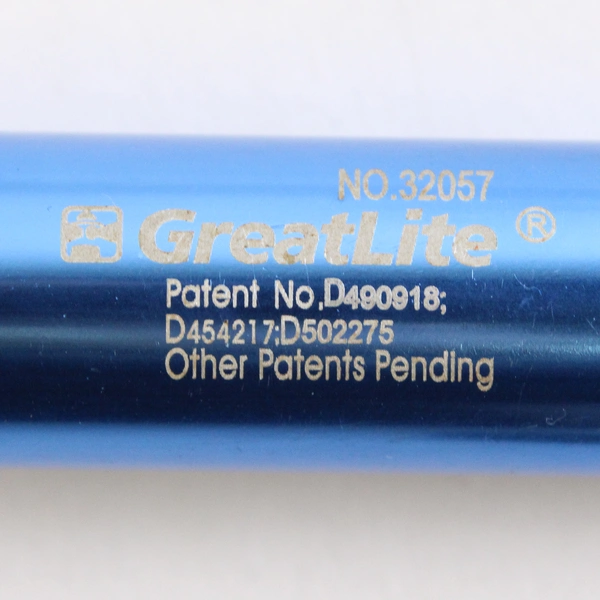 NO.32057
GreatLite ®
Patent No.D490918;
D454217;D502275
Other Patents Pending